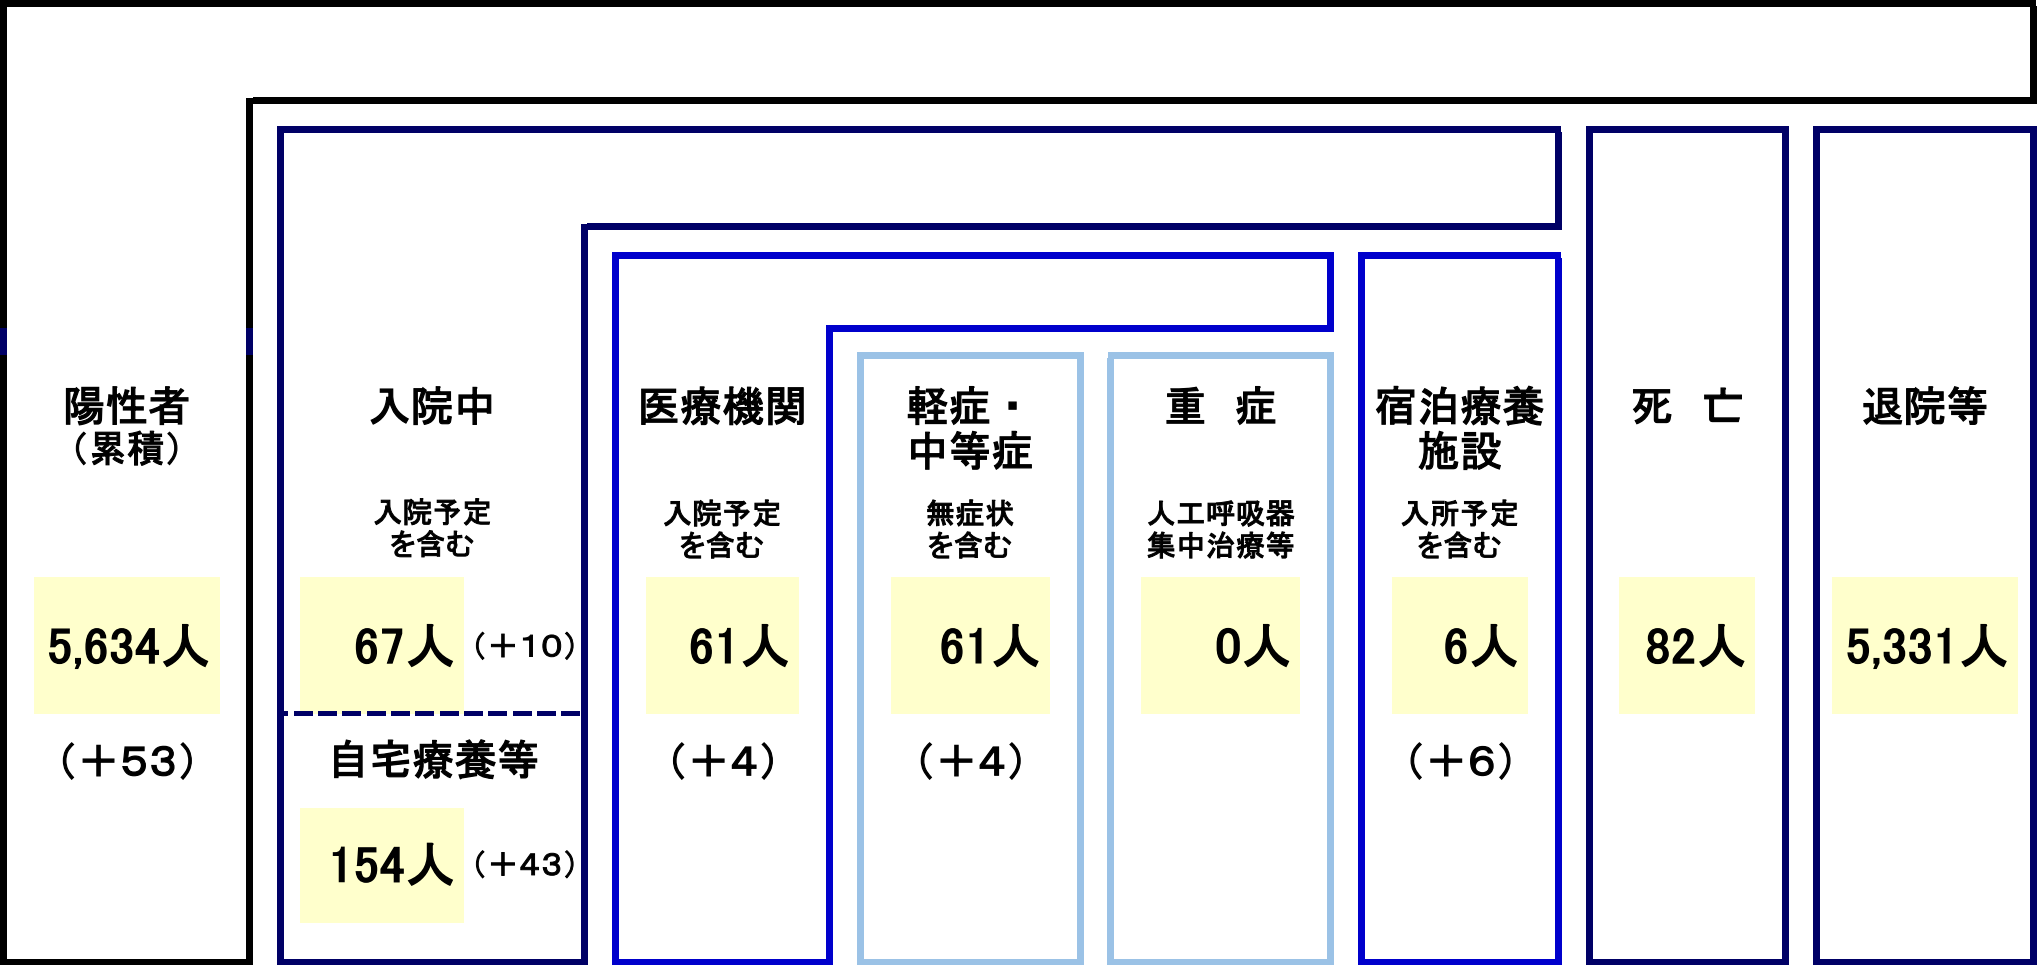 陽性者
（累積）
5,634人
（＋53）
入院中
入院予定
を含む
67人 （＋10）
自宅療養等
154人 （＋43）
医療機関
入院予定
を含む
61人
（＋4）
軽症・
中等症
無症状
を含む
61人
（＋4）
重　症
人工呼吸器
集中治療等
0人
宿泊療養
施設
入所予定
を含む
6人
（＋6）
死　亡
82人
退院等
5,331人